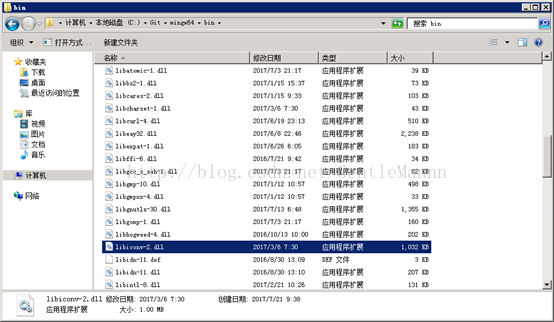 bin
计算机 ▸ 本地磁盘 (C:) ▸ Git ▸ mingw64 ▸ bin ▸
搜索 bin
组织 打开方式... 新建文件夹
收藏夹
下载
桌面
最近访问的位置
库
视频
图片
文档
音乐
计算机
网络
名称 修改日期 类型 大小
libatomic-1.dll 2017/7/3 21:17 应用程序扩展 39 KB
libbz2-1.dll 2017/1/15 15:37 应用程序扩展 73 KB
libcares-2.dll 2017/1/15 9:33 应用程序扩展 103 KB
libcharset-1.dll 2017/3/6 7:30 应用程序扩展 43 KB
libcurl-4.dll 2017/6/19 23:13 应用程序扩展 510 KB
libeay32.dll 2017/6/8 22:46 应用程序扩展 2,238 KB
libexpat-1.dll 2017/6/26 6:05 应用程序扩展 183 KB
libffi-6.dll 2016/7/21 9:42 应用程序扩展 34 KB
libgcc_s_seh-1.dll 2017/7/3 21:17 应用程序扩展 82 KB
libgmp-10.dll 2017/1/12 10:57 应用程序扩展 498 KB
libgmpxx-4.dll 2017/1/12 10:57 应用程序扩展 33 KB
libgnutls-30.dll 2017/7/13 6:48 应用程序扩展 1,355 KB
libgomp-1.dll 2017/7/3 21:17 应用程序扩展 160 KB
libhogweed-4.dll 2016/10/13 10:00 应用程序扩展 202 KB
libiconv-2.dll 2017/3/6 7:30 应用程序扩展 1,032 KB
libidn-11.def 2016/8/30 13:09 DEF 文件 3 KB
libidn-11.dll 2016/8/30 13:10 应用程序扩展 207 KB
libintl-8.dll 2017/2/21 10:26 应用程序扩展 131 KB
http://blog.csdn.net/GentleMannn
libiconv-2.dll 修改日期: 2017/3/6 7:30 创建日期: 2017/7/21 9:38
应用程序扩展 大小: 1.00 MB